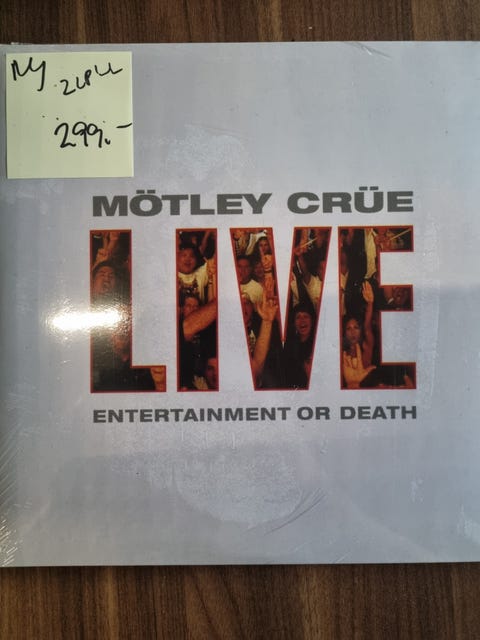 Ny 2LP
299.-
MÖTLEY CRÜE
LIVE
ENTERTAINMENT OR DEATH